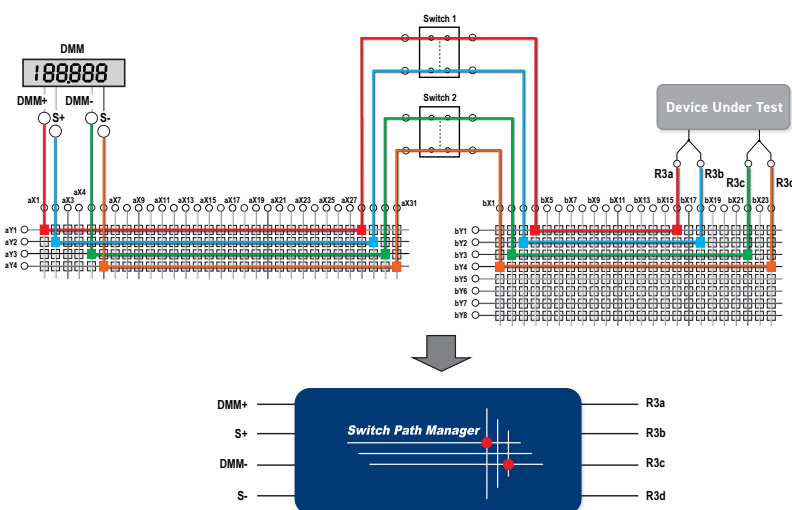 Switch 1
DMM
188.888
DMM+ DMM-
S+ S-
Switch 2
Device Under Test
R3a R3b R3c R3d
aX1 aX3 aX4 aX7 aX9 aX11 aX13 aX15 aX17 aX19 aX21 aX23 aX25 aX27 aX31
bX1 bX5 bX7 bX9 bX11 bX13 bX15 bX17 bX19 bX21 bX23
aY1
aY2
aY3
aY4
bY1
bY2
bY3
bY4
bY5
bY6
bY7
bY8
DMM+ R3a
S+ R3b
Switch Path Manager
DMM- R3c
S- R3d